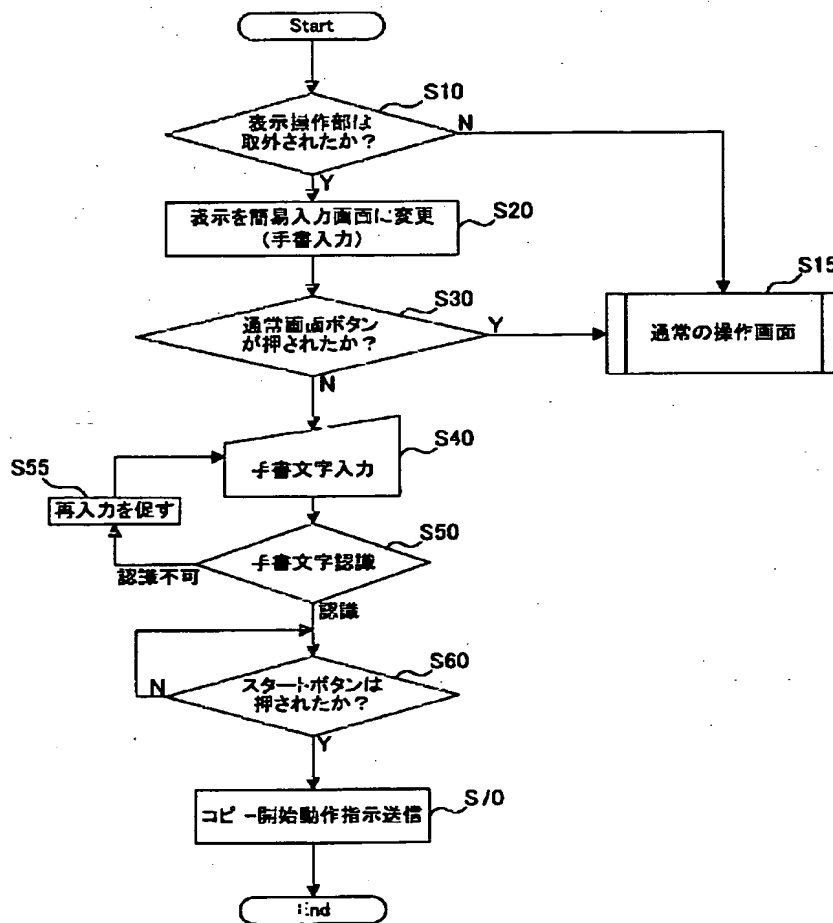 Start
S10
表示操作部は
取外されたか?
N
Y
表示を簡易入力画面に変更
(手書入力)
S20
S15
通常の操作画面
S30
通常画面ボタン
が押されたか?
Y
N
S40
手書文字入力
S55
再入力を促す
S50
手書文字認識
認識不可
認識
S60
スタートボタンは
押されたか?
N
Y
S70
コピー開始動作指示送信
End